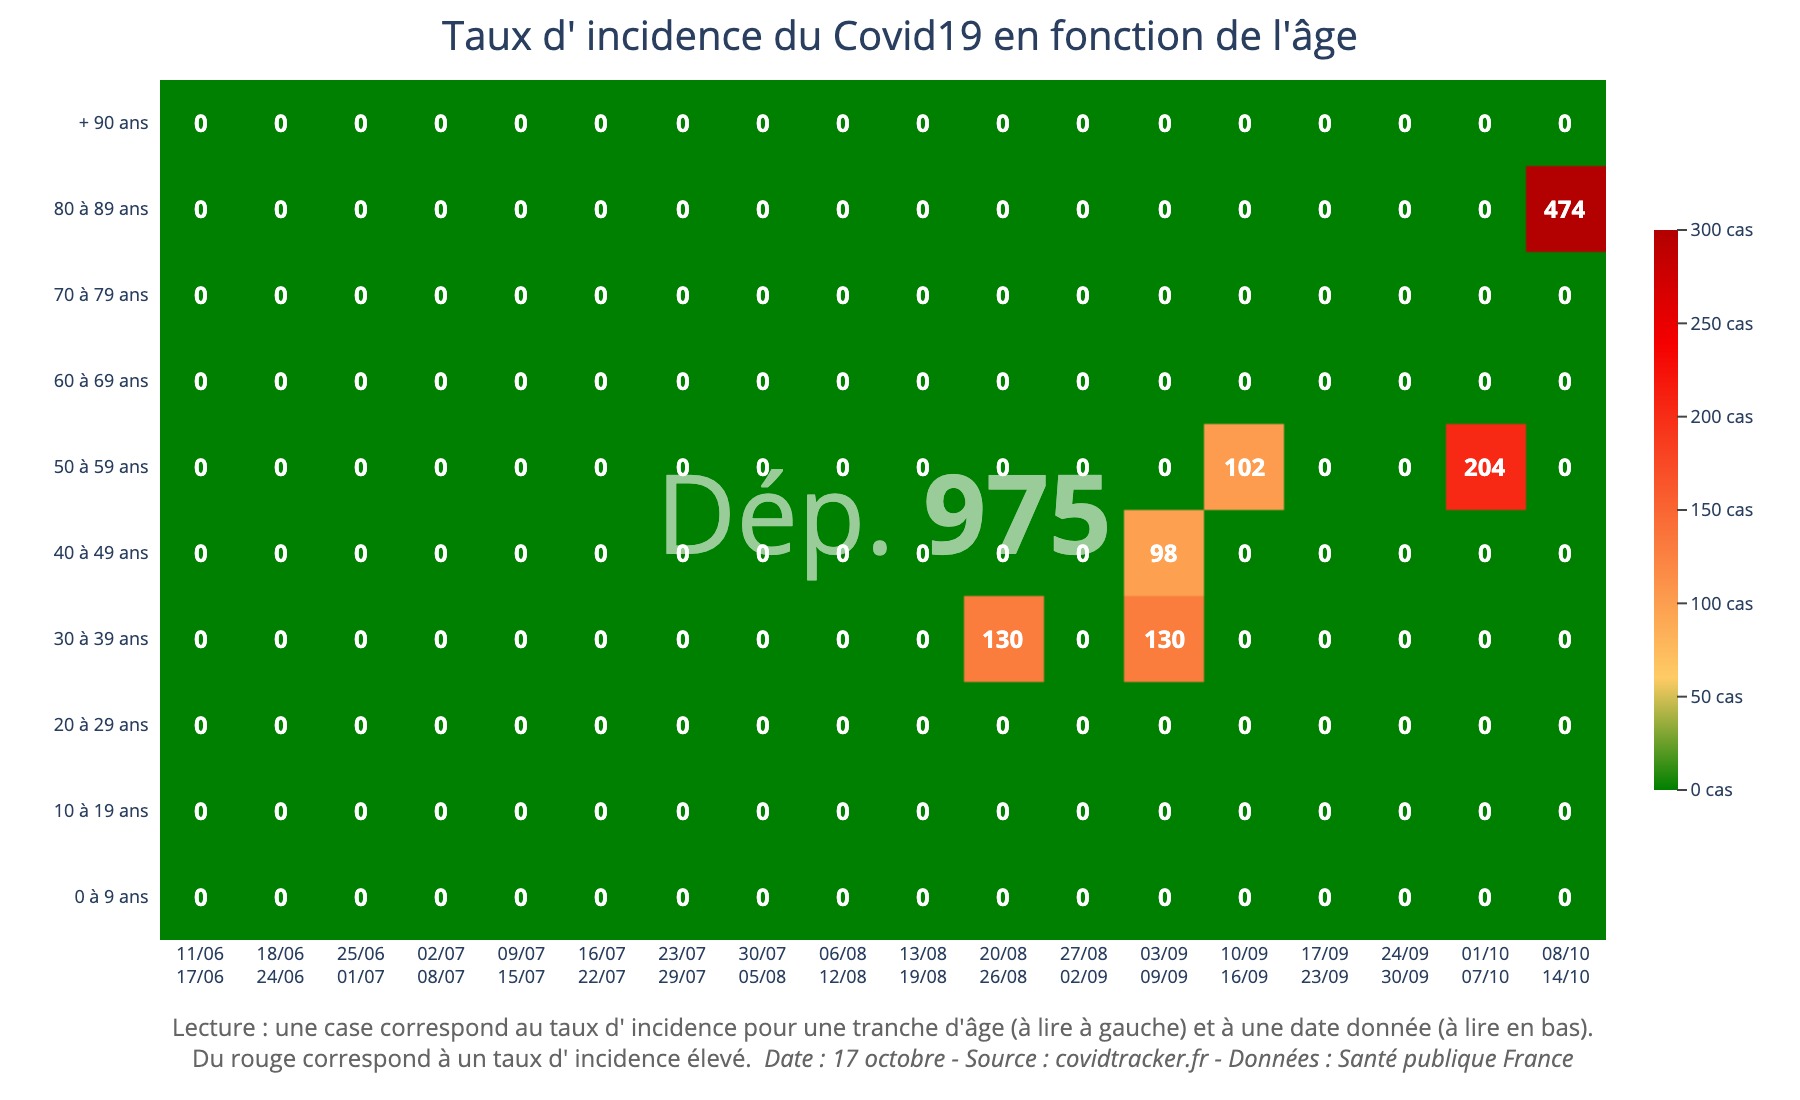 Taux d' incidence du Covid19 en fonction de l'âge
+ 90 ans 0 0 0 0 0 0 0 0 0 0 0 0 0 0 0 0 0 0
80 à 89 ans 0 0 0 0 0 0 0 0 0 0 0 0 0 0 0 0 0 474
70 à 79 ans 0 0 0 0 0 0 0 0 0 0 0 0 0 0 0 0 0 0
60 à 69 ans 0 0 0 0 0 0 0 0 0 0 0 0 0 0 0 0 0 0
50 à 59 ans 0 0 0 0 0 0 0 0 0 0 0 0 0 102 0 0 204 0
Dép. 975
40 à 49 ans 0 0 0 0 0 0 0 0 0 0 0 0 98 0 0 0 0 0
30 à 39 ans 0 0 0 0 0 0 0 0 0 0 130 0 130 0 0 0 0 0
20 à 29 ans 0 0 0 0 0 0 0 0 0 0 0 0 0 0 0 0 0 0
10 à 19 ans 0 0 0 0 0 0 0 0 0 0 0 0 0 0 0 0 0 0
0 à 9 ans 0 0 0 0 0 0 0 0 0 0 0 0 0 0 0 0 0 0
11/06 18/06 25/06 02/07 09/07 16/07 23/07 30/07 06/08 13/08 20/08 27/08 03/09 10/09 17/09 24/09 01/10 08/10
17/06 24/06 01/07 08/07 15/07 22/07 29/07 05/08 12/08 19/08 26/08 02/09 09/09 16/09 23/09 30/09 07/10 14/10
300 cas
250 cas
200 cas
150 cas
100 cas
50 cas
0 cas
Lecture : une case correspond au taux d' incidence pour une tranche d'âge (à lire à gauche) et à une date donnée (à lire en bas).
Du rouge correspond à un taux d' incidence élevé. Date : 17 octobre - Source : covidtracker.fr - Données : Santé publique France